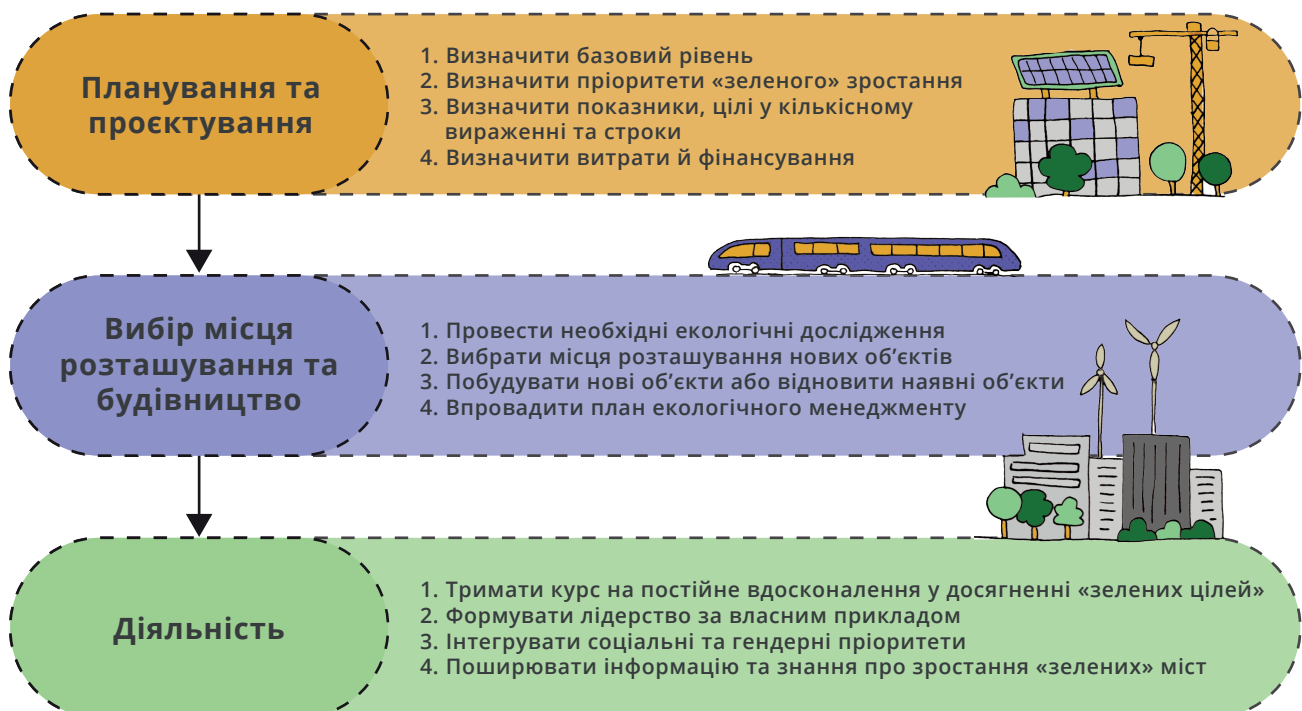 Планування та
проєктування
1. Визначити базовий рівень
2. Визначити пріоритети «зеленого» зростання
3. Визначити показники, цілі у кількісному
вираженні та строки
4. Визначити витрати й фінансування
Вибір місця
розташування та
будівництво
1. Провести необхідні екологічні дослідження
2. Вибрати місця розташування нових об’єктів
3. Побудувати нові об’єкти або відновити наявні об’єкти
4. Впровадити план екологічного менеджменту
Діяльність
1. Тримати курс на постійне вдосконалення у досягненні «зелених цілей»
2. Формувати лідерство за власним прикладом
3. Інтегрувати соціальні та гендерні пріоритети
4. Поширювати інформацію та знання про зростання «зелених» міст